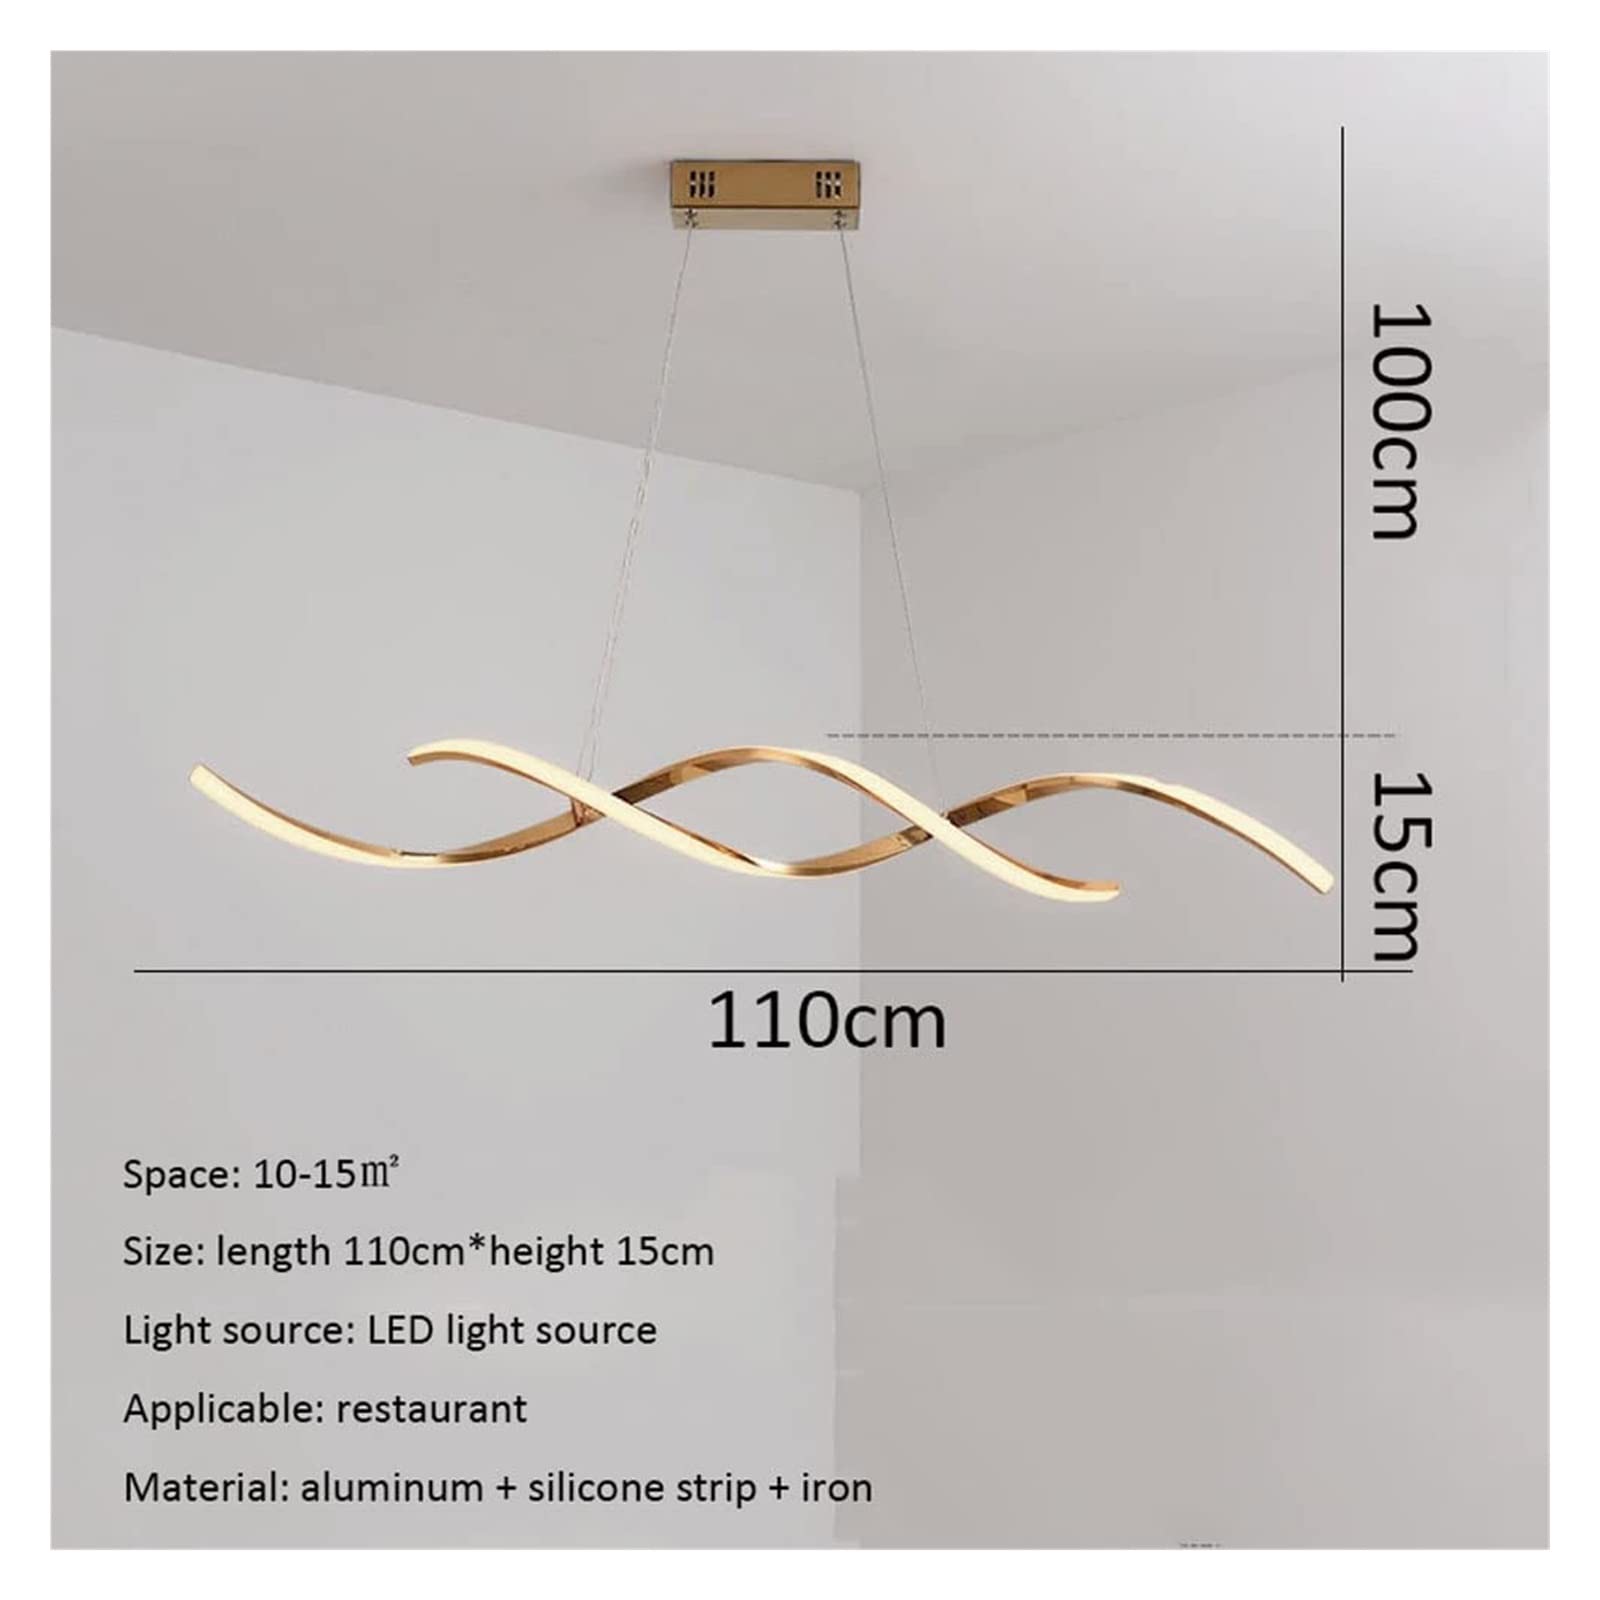 100cm
15cm
110cm
Space: 10-15㎡
Size: length 110cm*height 15cm
Light source: LED light source
Applicable: restaurant
Material: aluminum + silicone strip + iron